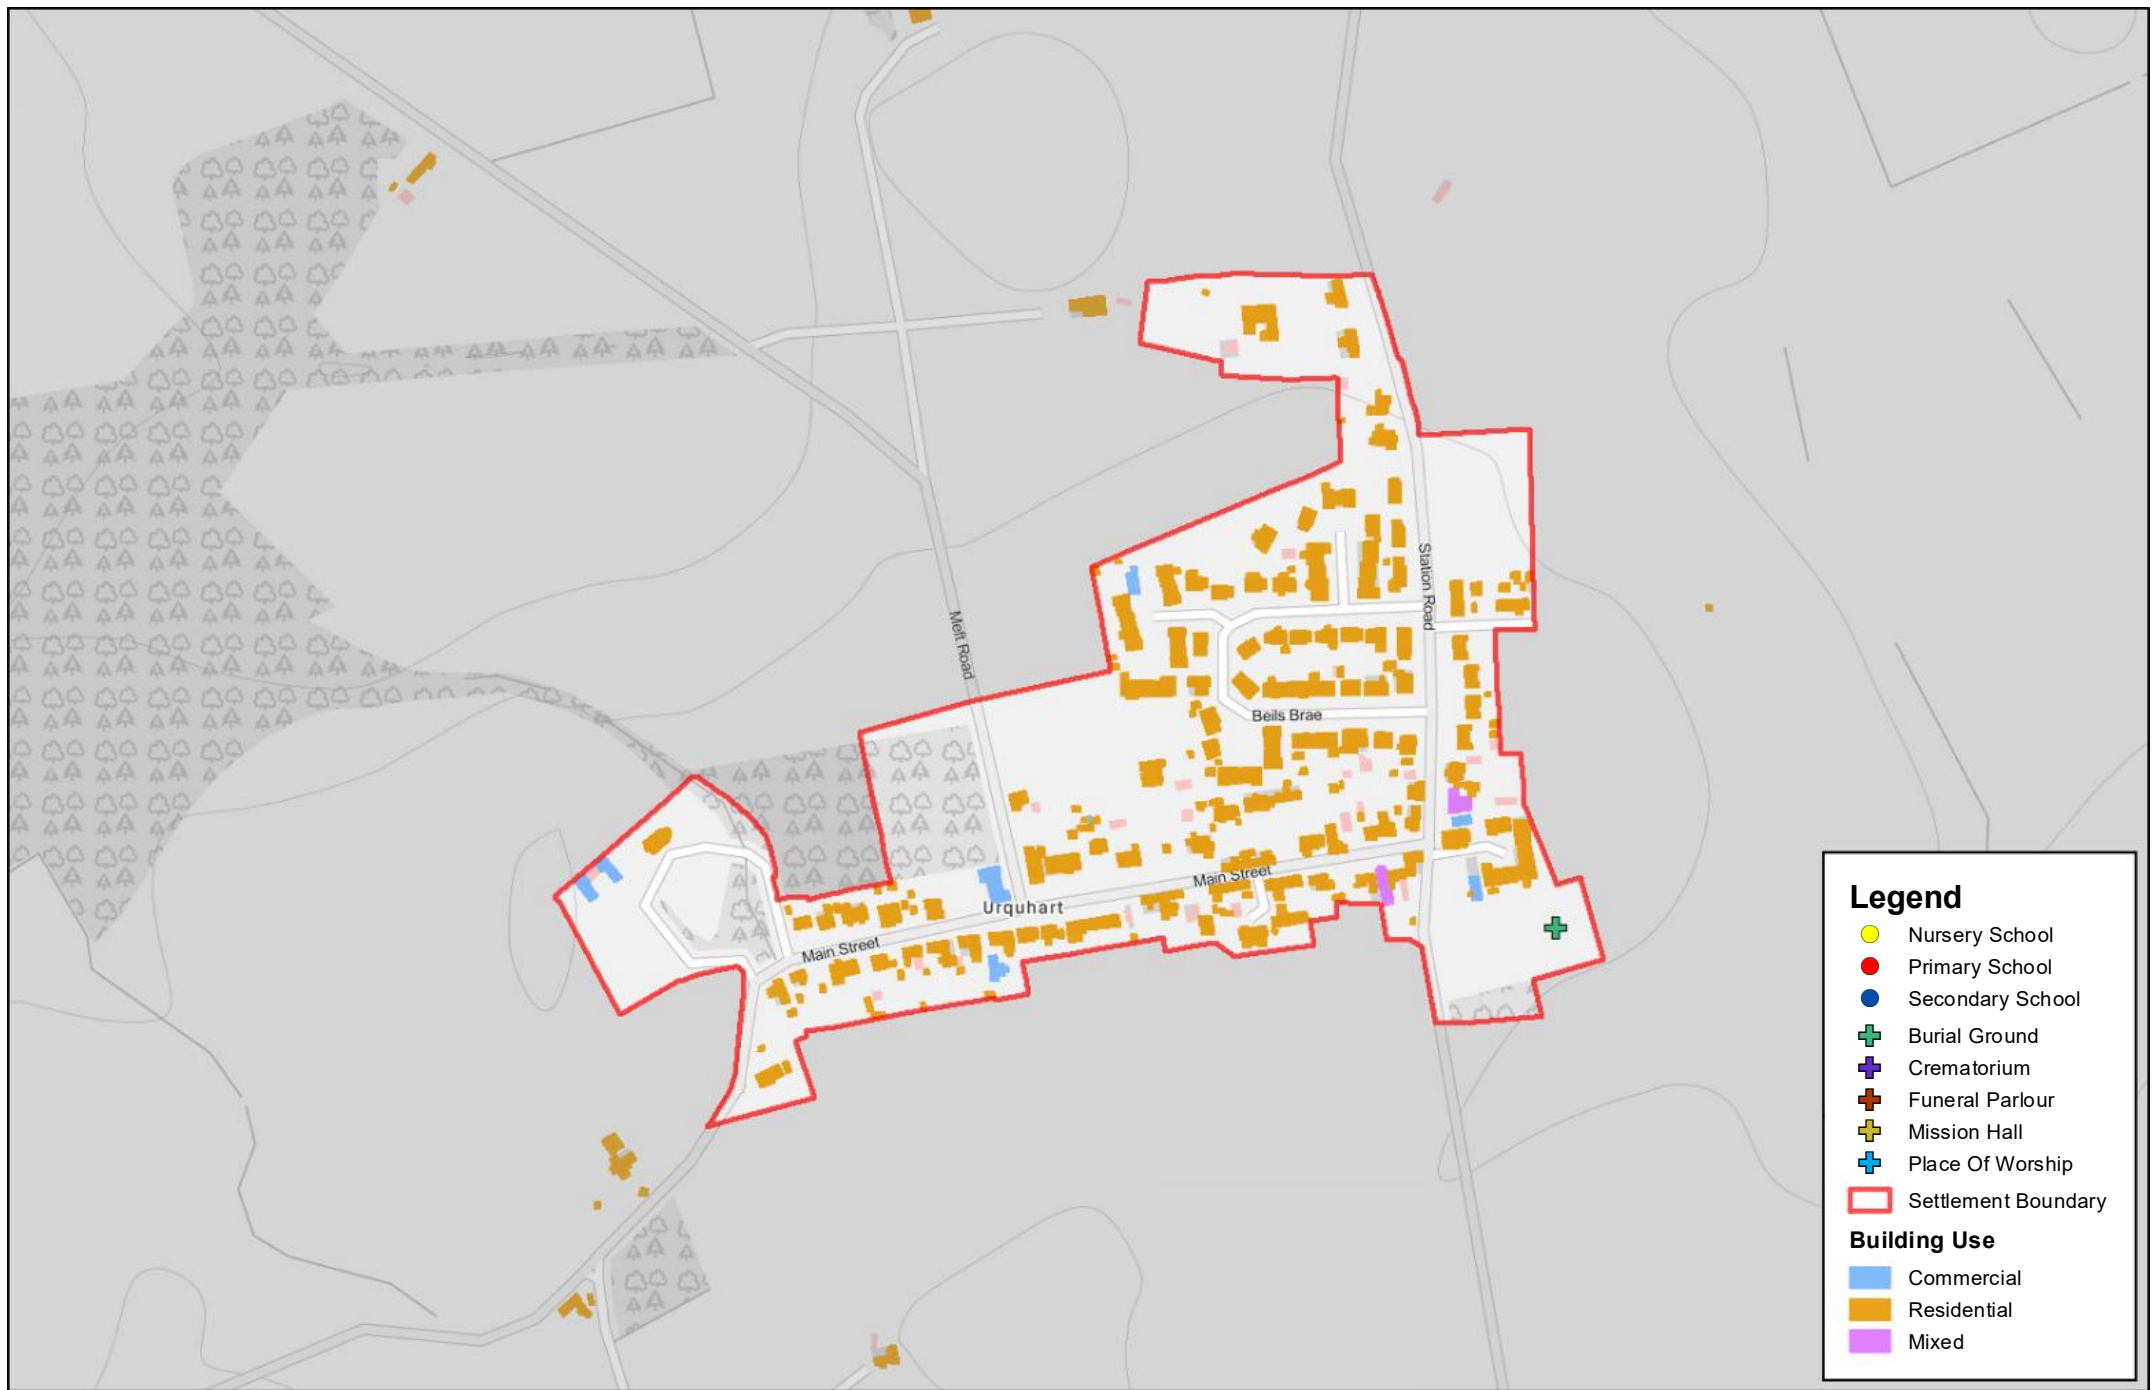 Station Road
Meft Road
Beils Brae
Main Street
Urquhart
Main Street
Legend
Nursery School
Primary School
Secondary School
Burial Ground
Crematorium
Funeral Parlour
Mission Hall
Place Of Worship
Settlement Boundary
Building Use
Commercial
Residential
Mixed